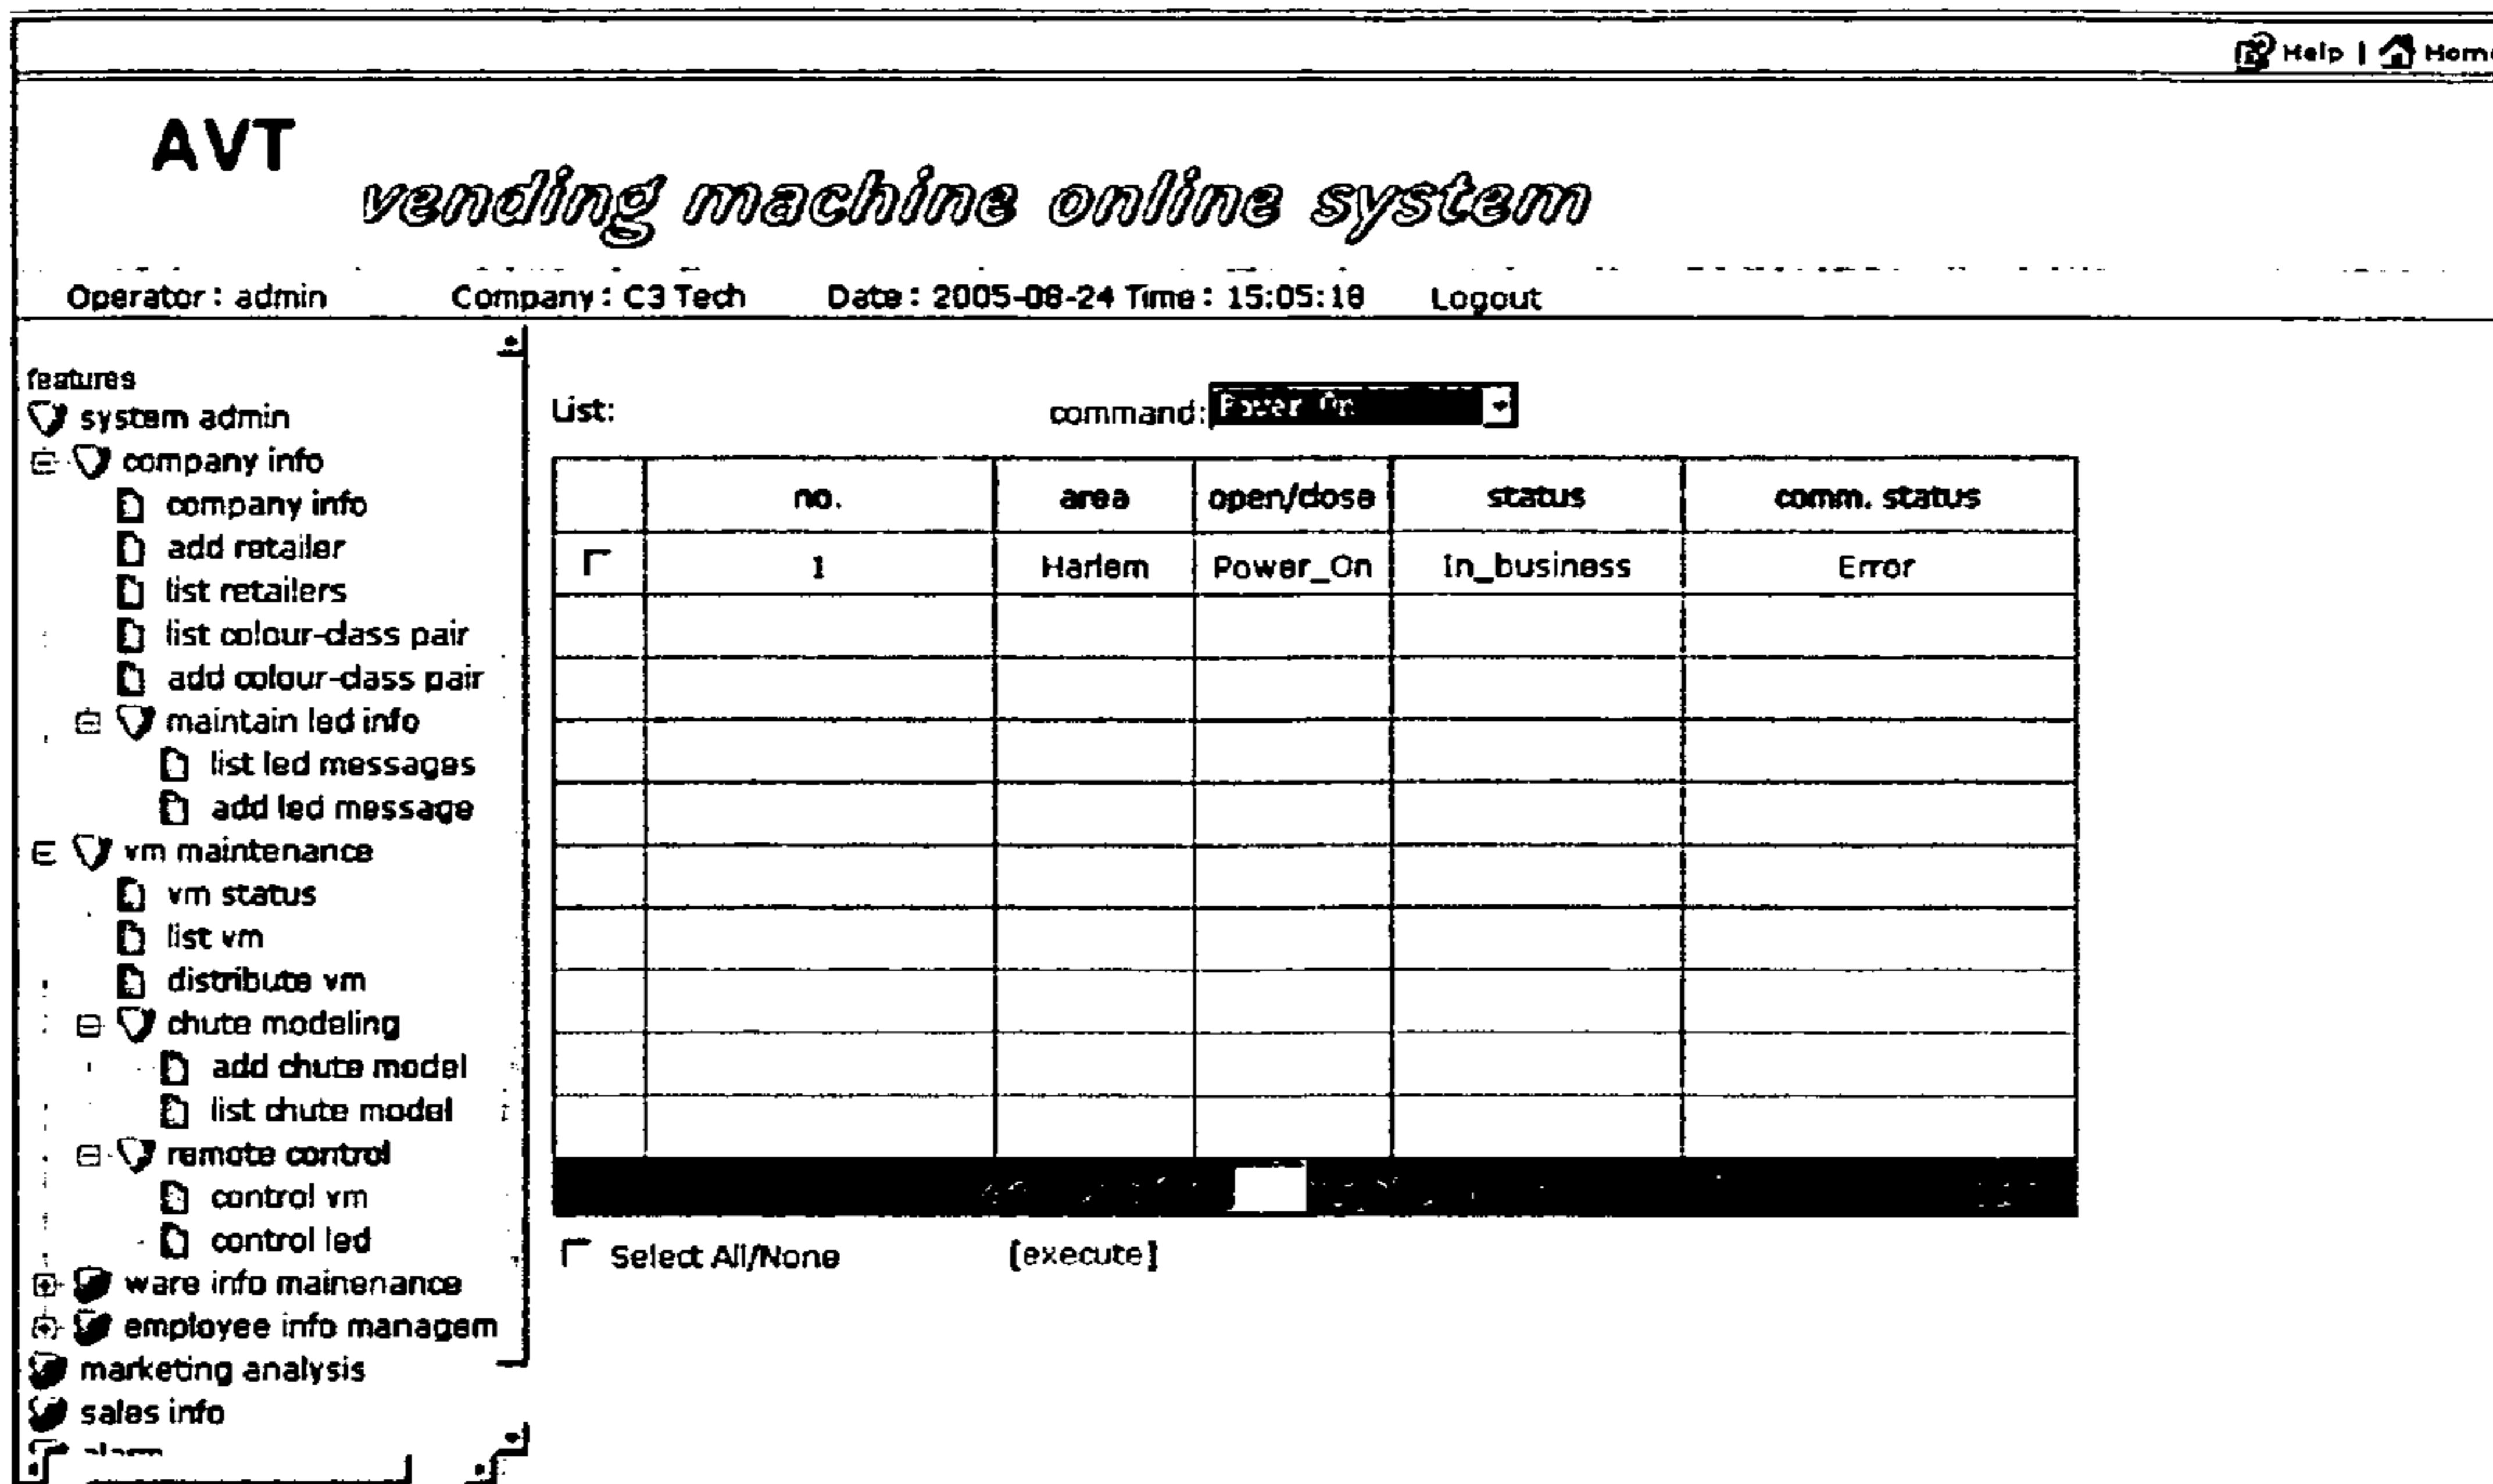 Help | Home
AVT
vending machine online system
Operator : admin Company : C3 Tech Date : 2005-08-24 Time : 15:05:18 Logout
features
system admin
company info
company info
add retailer
list retailers
list colour-class pair
add colour-class pair
maintain led info
list led messages
add led message
vm maintenance
vm status
list vm
distribute vm
chute modeling
add chute model
list chute model
remote control
control vm
control led
ware info mainenance
employee info managem
marketing analysis
sales info
alarm
List: command: Power On
no. area open/close status comm. status
1 Harlem Power_On In_business Error
Select All/None [execute]